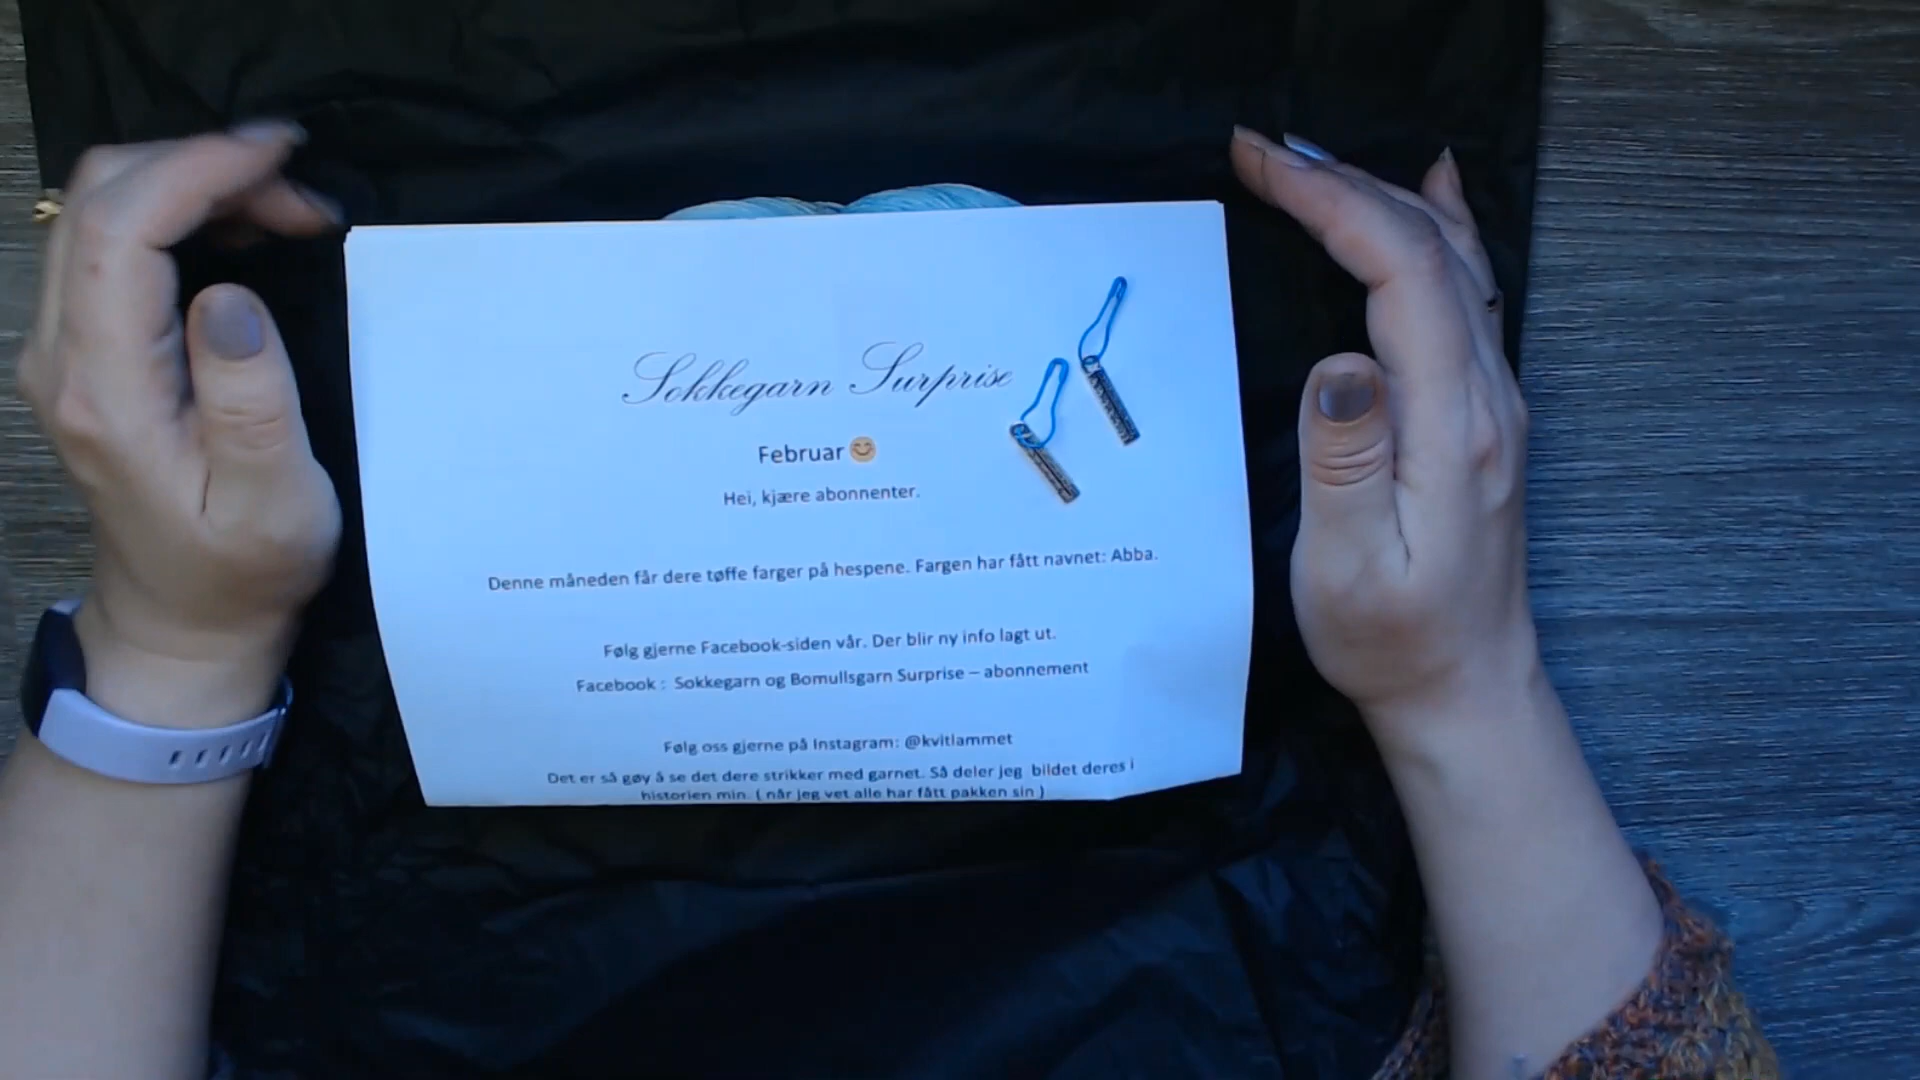 Sokkegarn Surprise
Februar 😊
Hei, kjære abonnenter.
Denne måneden får dere tøffe farger på hespene. Fargen har fått navnet: Abba.
Følg gjerne Facebook-siden vår. Der blir ny info lagt ut.
Facebook : Sokkegarn og Bomullsgarn Surprise – abonnement
Følg oss gjerne på Instagram: @kvitlammet
Det er så gøy å se det dere strikker med garnet. Så deler jeg bildet deres i
historien min. ( når jeg vet alle har fått pakken sin )